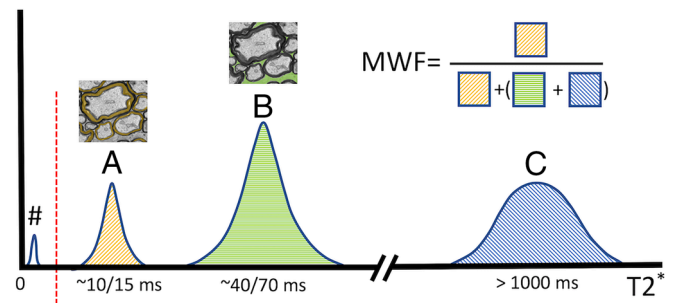 MWF=
+( + )
A
B
C
#
0
~10/15 ms
~40/70 ms
> 1000 ms
T2*